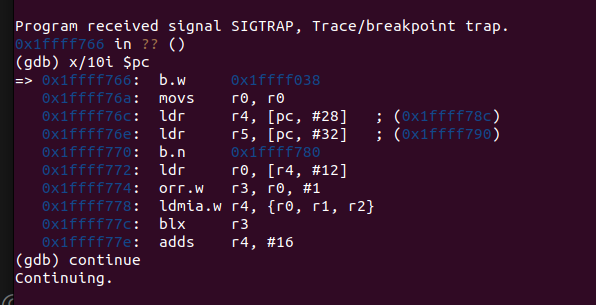 Program received signal SIGTRAP, Trace/breakpoint trap.
0x1ffff766 in ?? ()
(gdb) x/10i $pc
=> 0x1ffff766: b.w 0x1ffff038
0x1ffff76a: movs r0, r0
0x1ffff76c: ldr r4, [pc, #28] ; (0x1ffff78c)
0x1ffff76e: ldr r5, [pc, #32] ; (0x1ffff790)
0x1ffff770: b.n 0x1ffff780
0x1ffff772: ldr r0, [r4, #12]
0x1ffff774: orr.w r3, r0, #1
0x1ffff778: ldmia.w r4, {r0, r1, r2}
0x1ffff77c: blx r3
0x1ffff77e: adds r4, #16
(gdb) continue
Continuing.